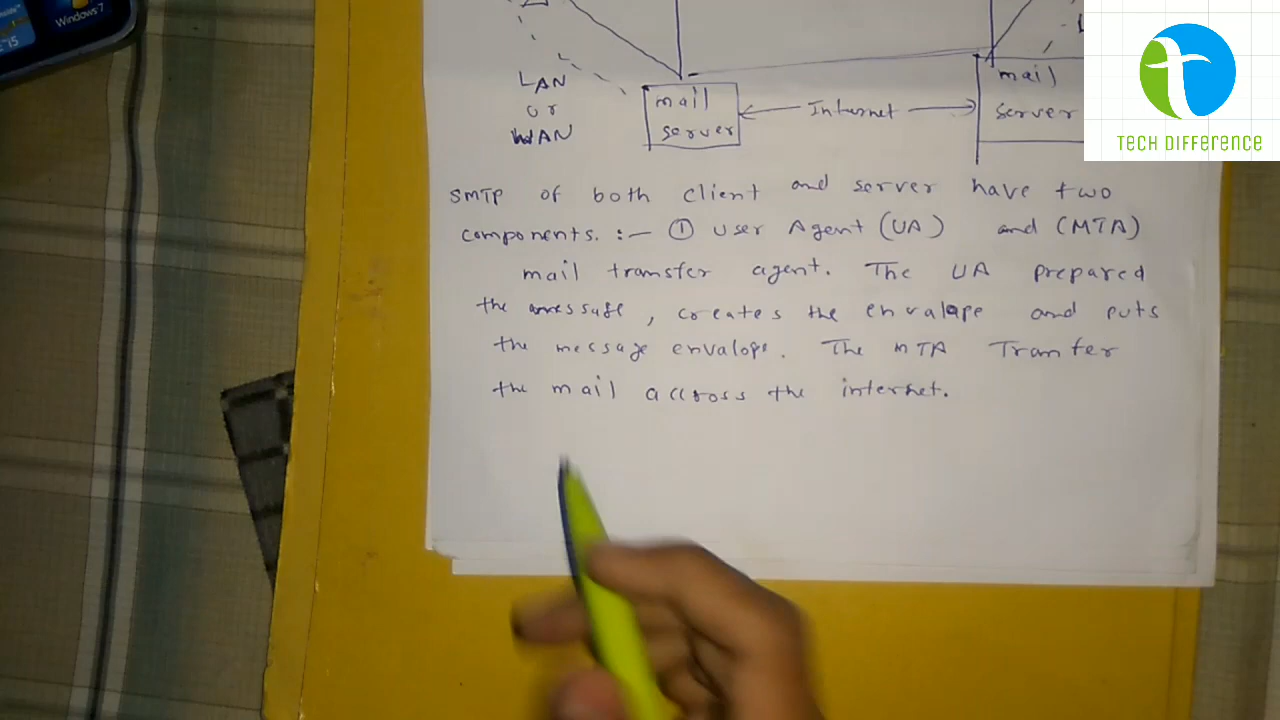 Windows 7
LAN
or
WAN
mail
server
Internet
mail
server
TECH DIFFERENCE
SMTP of both client and server have two
components. :- ① User Agent (UA) and (MTA)
mail transfer agent. The UA prepared
the message, creates the envalope and puts
the message envalope. The MTA Tranfer
the mail accross the internet.